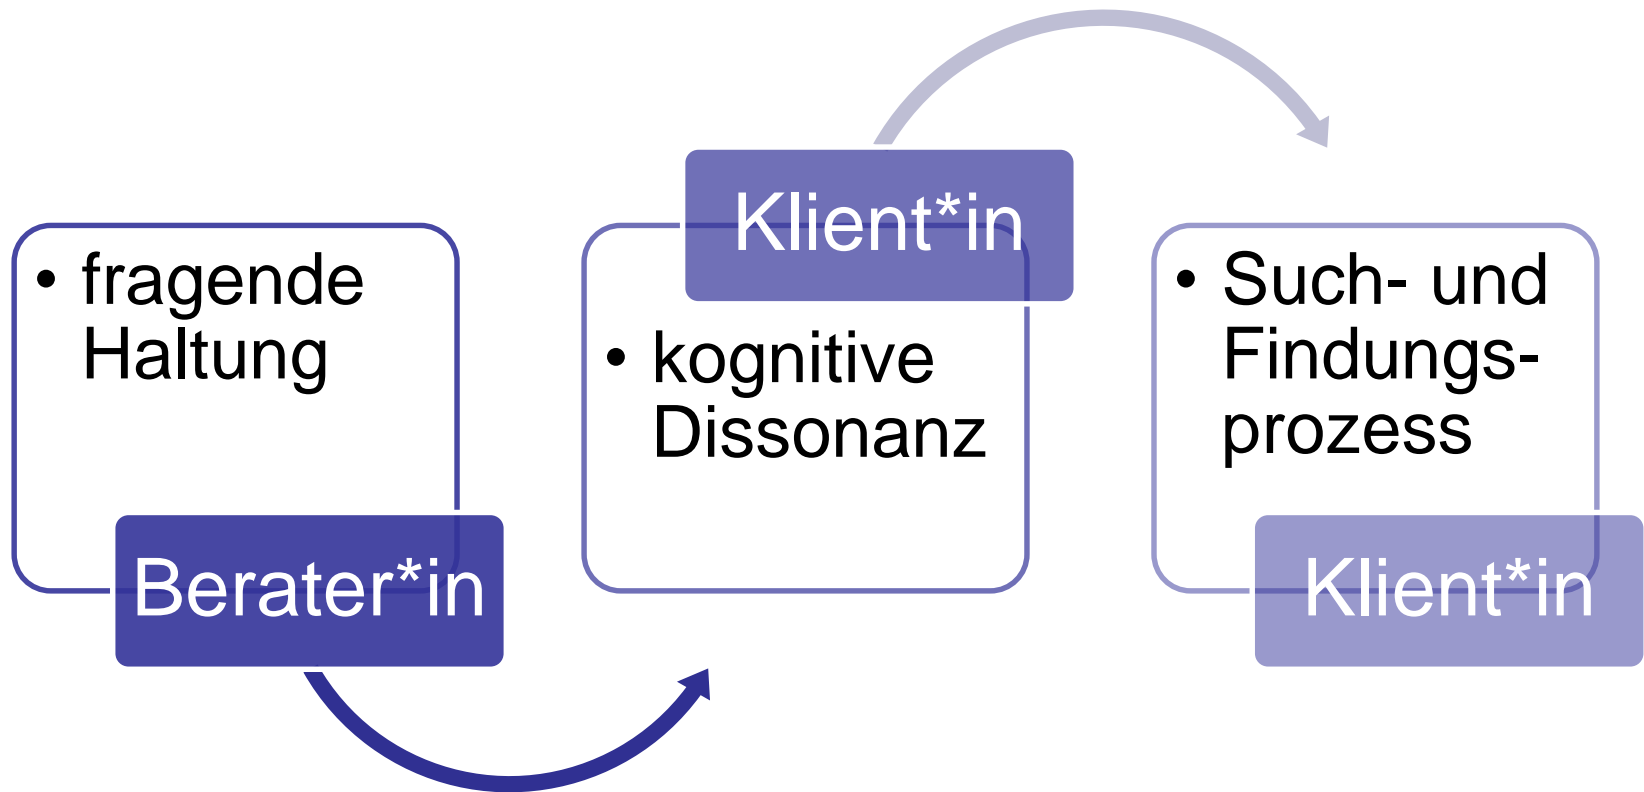 • fragende
Haltung
Berater*in
Klient*in
• kognitive
Dissonanz
• Such- und
Findungs-
prozess
Klient*in